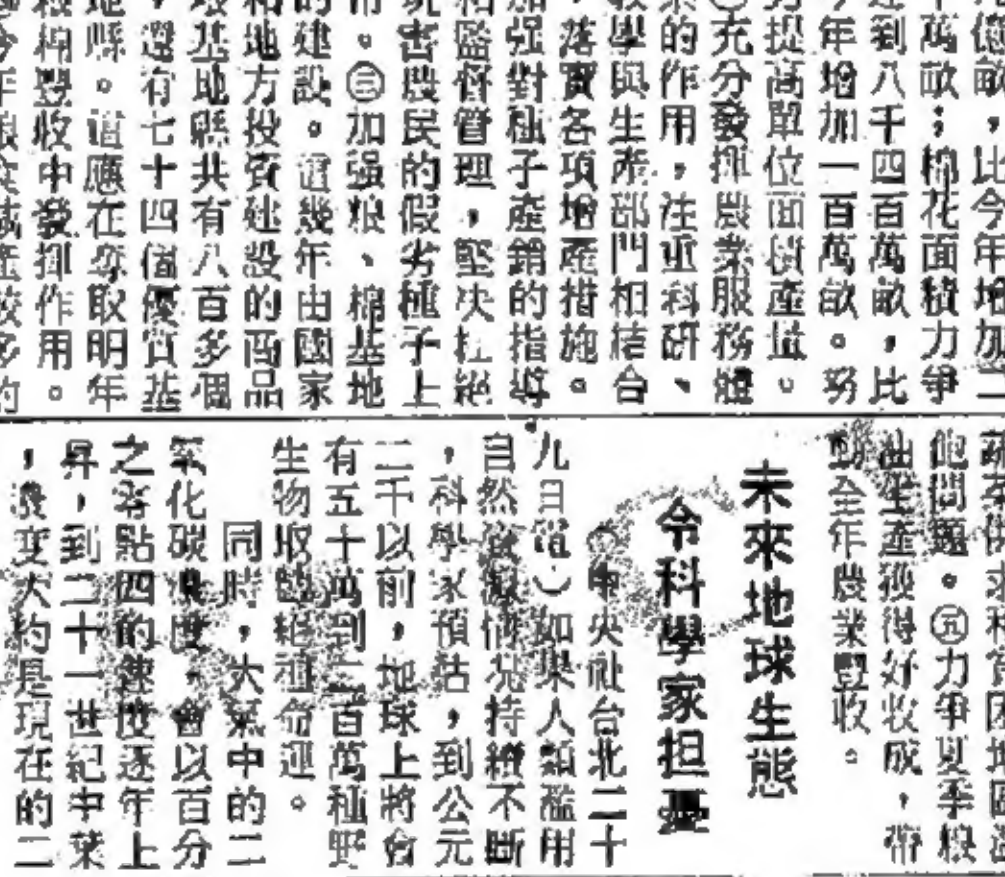 億畝，比今年增加二
千萬畝；棉花面積力爭
達到八千四百萬畝，比
今年增加一百萬畝。努
力提高單位面積產量。
充分發揮農業服務體
系的作用，注重科研、
教學與生產部門相結合
，落實各項增產措施。
加强對種子產銷的指導
和監督管理，堅决杜絕
坑害農民的假劣種子上
市。㊂加强粮、棉基地
的建設。這幾年由國家
和地方投資建設的商品
粮基地縣共有八百多個
，還有七十四個優質基
地縣。這應在奪取明年
粮棉豐收中發揮作用。
今年粮食減產較多的
問題。㊄力爭夏季粮
油生產獲得好收成，帶
動全年農業豐收。
未來地球生態
令科學家担憂
（中央社台北二十
九日電）如果人類濫用
自然資源情况持續不斷
，科學家預估，到公元
二千以前，地球上將會
有五十萬到二百萬種野
生物取臨絕種命運。
同時，大氣中的二
氧化碳濃度，會以百分
之零點四的速度逐年上
昇，到二十一世紀中葉
，濃度大約是現在的二